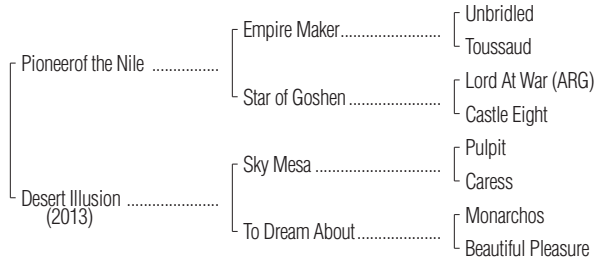 Unbridled
Empire Maker....................
Toussaud
Pioneerof the Nile .................
Lord At War (ARG)
Star of Goshen ......................
Castle Eight
Pulpit
Sky Mesa ..............................
Caress
Desert Illusion ......................
(2013)
Monarchos
To Dream About....................
Beautiful Pleasure